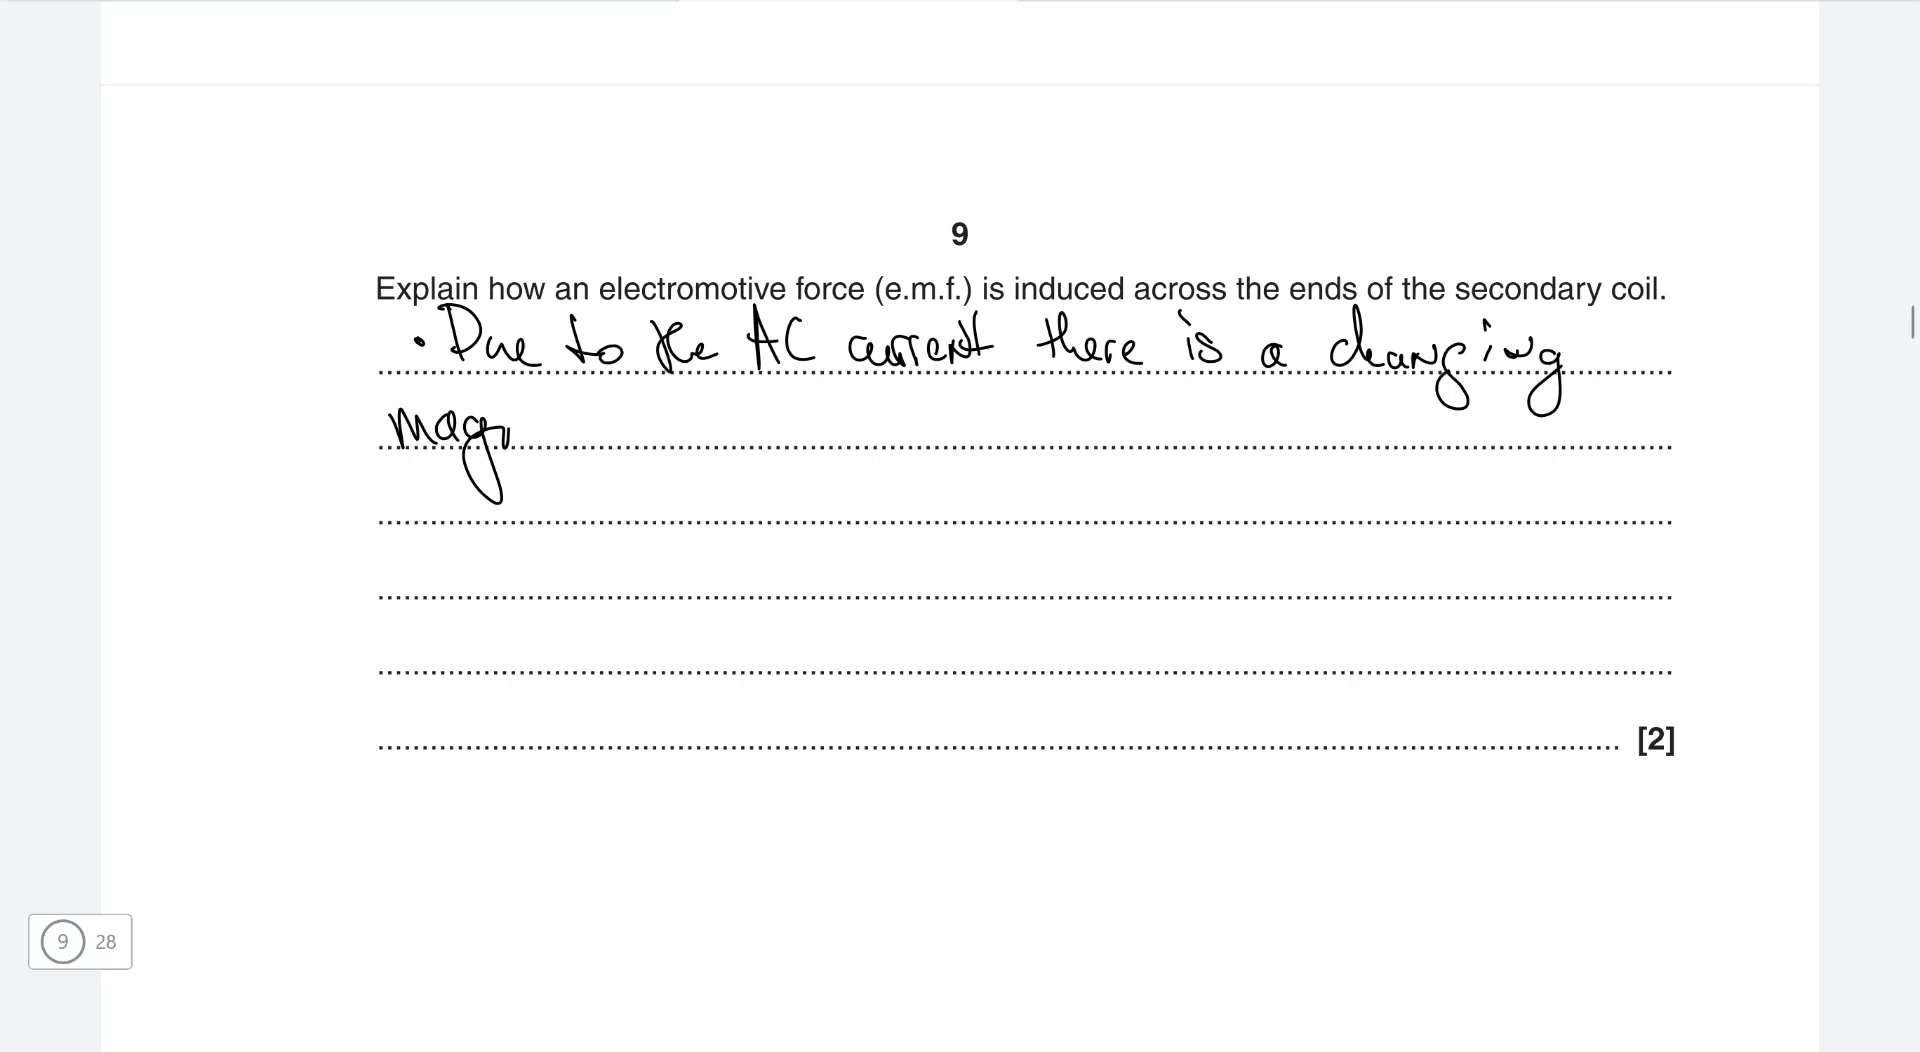 9
Explain how an electromotive force (e.m.f.) is induced across the ends of the secondary coil.
• Due to the AC current there is a changing
magn
[2]
9 28